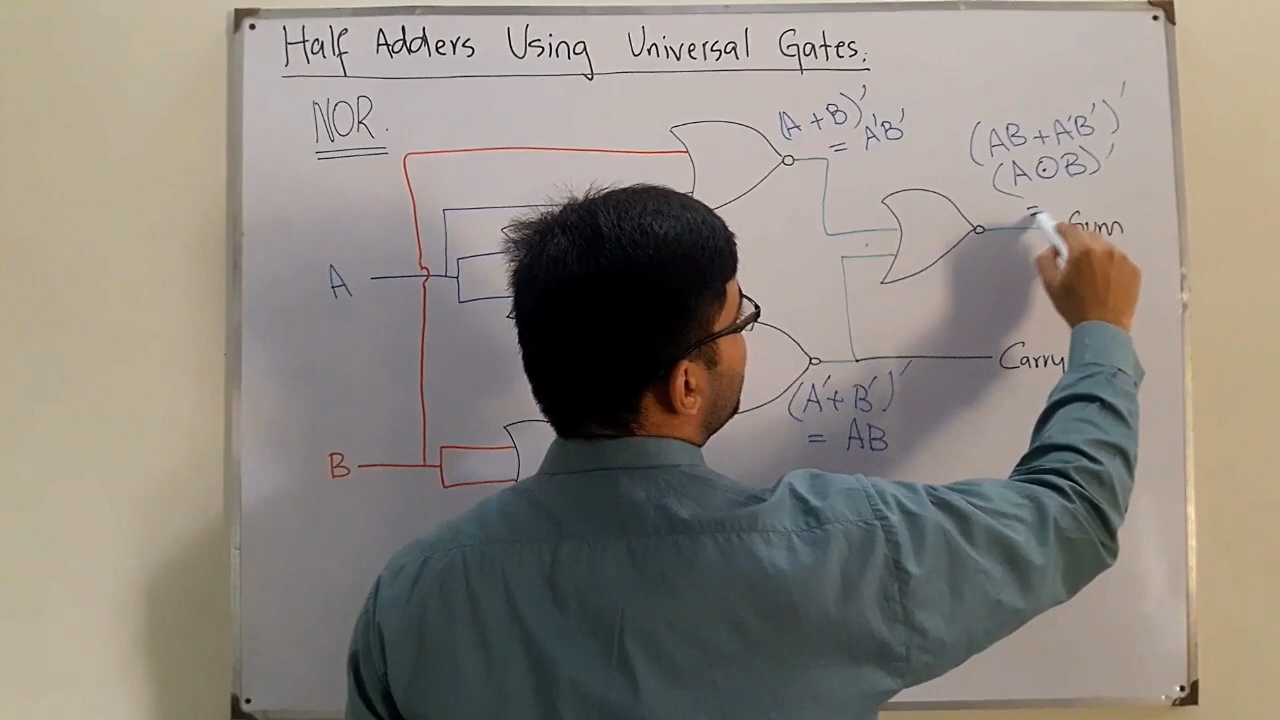 Half Adders Using Universal Gates.
NOR.
(A + B)'
= A'B'
(AB + A'B')'
(A⊙B)'
=
Sum
A
Carry
(A' + B')'
= AB
B